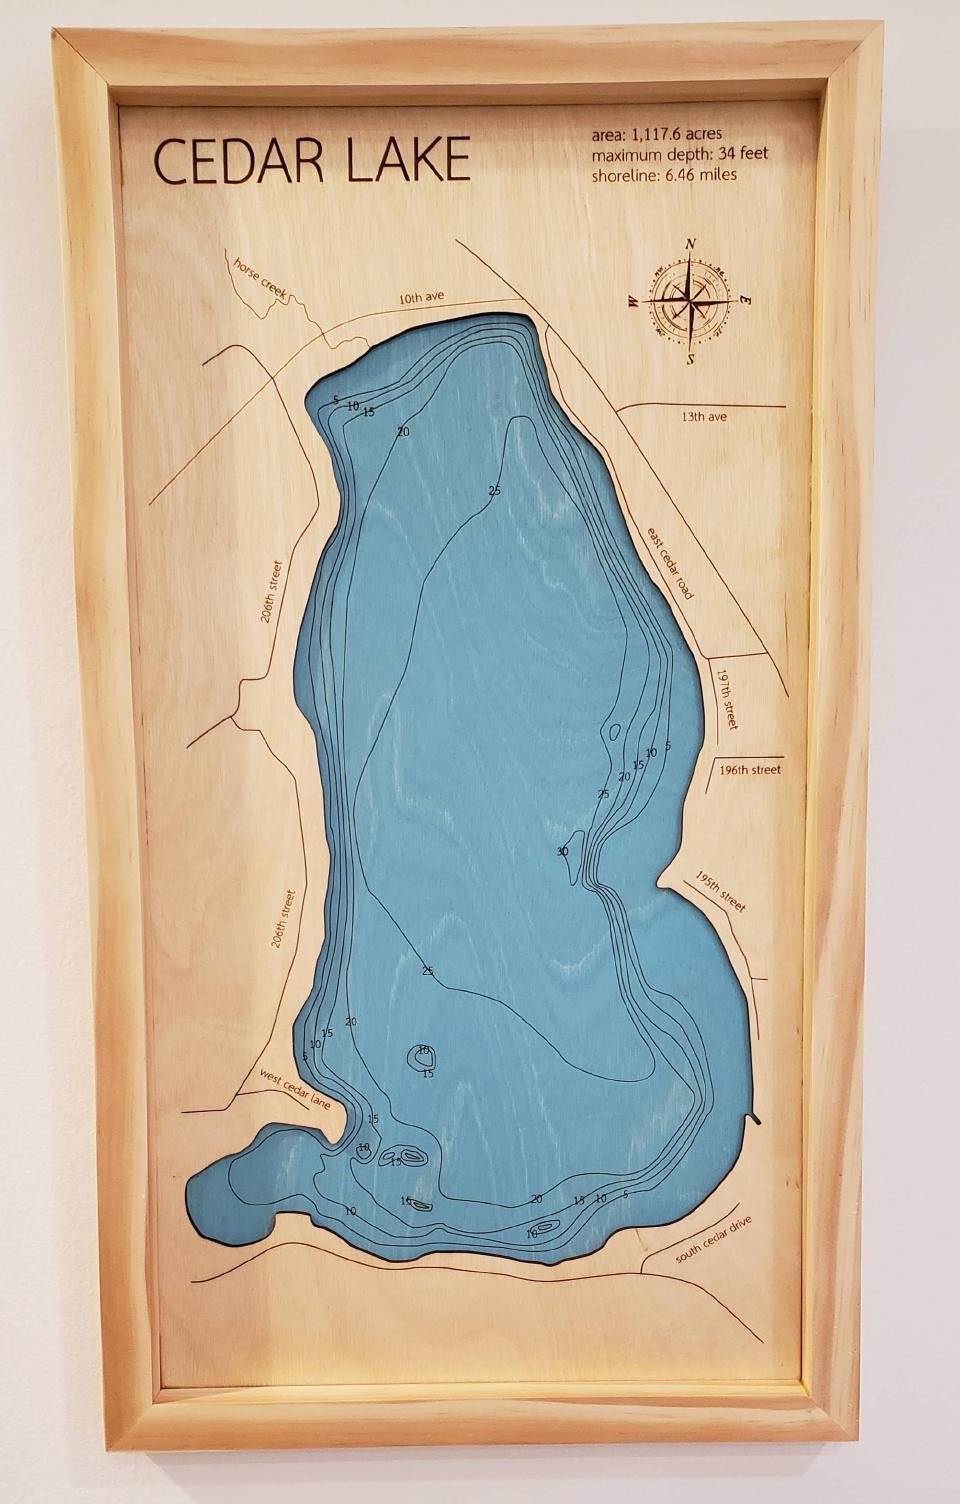 CEDAR LAKE
area: 1,117.6 acres
maximum depth: 34 feet
shoreline: 6.46 miles
N
W
E
S
horse creek
10th ave
13th ave
5
10
15
20
25
east cedar road
206th street
197th street
5
10
15
20
25
196th street
30
195th street
206th street
25
20
15
10
5
10
15
west cedar lane
15
10
15
15
10
20
15
10
5
10
south cedar drive